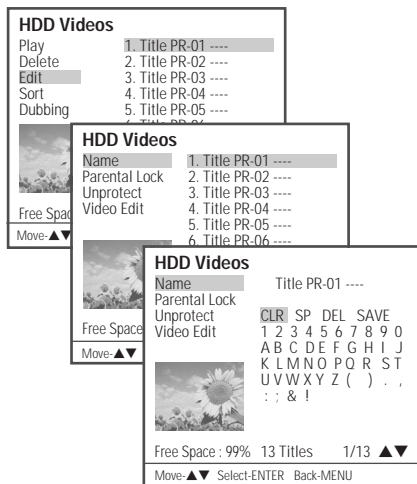 HDD Videos
Play 1. Title PR-01 ----
Delete 2. Title PR-02 ----
Edit 3. Title PR-03 ----
Sort 4. Title PR-04 ----
Dubbing 5. Title PR-05 ----
6. Title PR-06 ----
Free
Move-▲▼
HDD Videos
Name 1. Title PR-01 ----
Parental Lock 2. Title PR-02 ----
Unprotect 3. Title PR-03 ----
Video Edit 4. Title PR-04 ----
5. Title PR-05 ----
6. Title PR-06 ----
Free Space
Move-▲▼
HDD Videos
Name Title PR-01 ----
Parental Lock
Unprotect CLR SP DEL SAVE
Video Edit 1 2 3 4 5 6 7 8 9 0
A B C D E F G H I J
K L M N O P Q R S T
U V W X Y Z ( ) . ,
: ; & !
Free Space : 99% 13 Titles 1/13 ▲▼
Move-▲▼ Select-ENTER Back-MENU